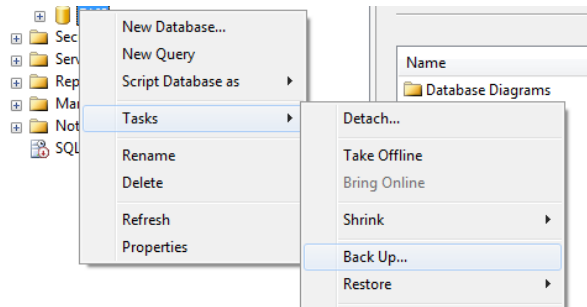 Sec
Serv
Rep
Mar
Not
SQL
New Database...
New Query
Script Database as
Tasks
Rename
Delete
Refresh
Properties
Detach...
Take Offline
Bring Online
Shrink
Back Up...
Restore
Name
Database Diagrams